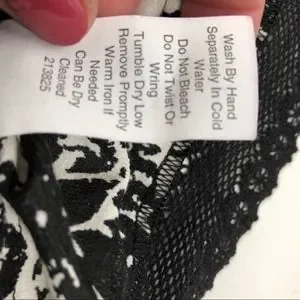 Wash By Hand
Separately In Cold
Water
Do Not Bleach
Do Not Twist Or
Wring
Tumble Dry Low
Remove Promptly
Warm Iron If
Needed
Can Be Dry
Cleaned
213825